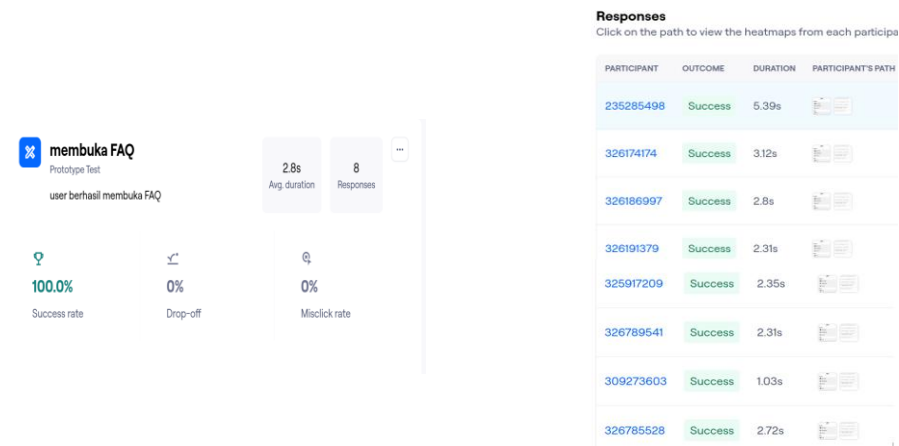 membuka FAQ
Prototype Test
user berhasil membuka FAQ
2.8s
Avg. duration
8
Responses
...
100.0%
Success rate
0%
Drop-off
0%
Misclick rate
Responses
Click on the path to view the heatmaps from each participa
PARTICIPANT OUTCOME DURATION PARTICIPANT'S PATH
235285498 Success 5.39s
326174174 Success 3.12s
326186997 Success 2.8s
326191379 Success 2.31s
325917209 Success 2.35s
326789541 Success 2.31s
309273603 Success 1.03s
326785528 Success 2.72s